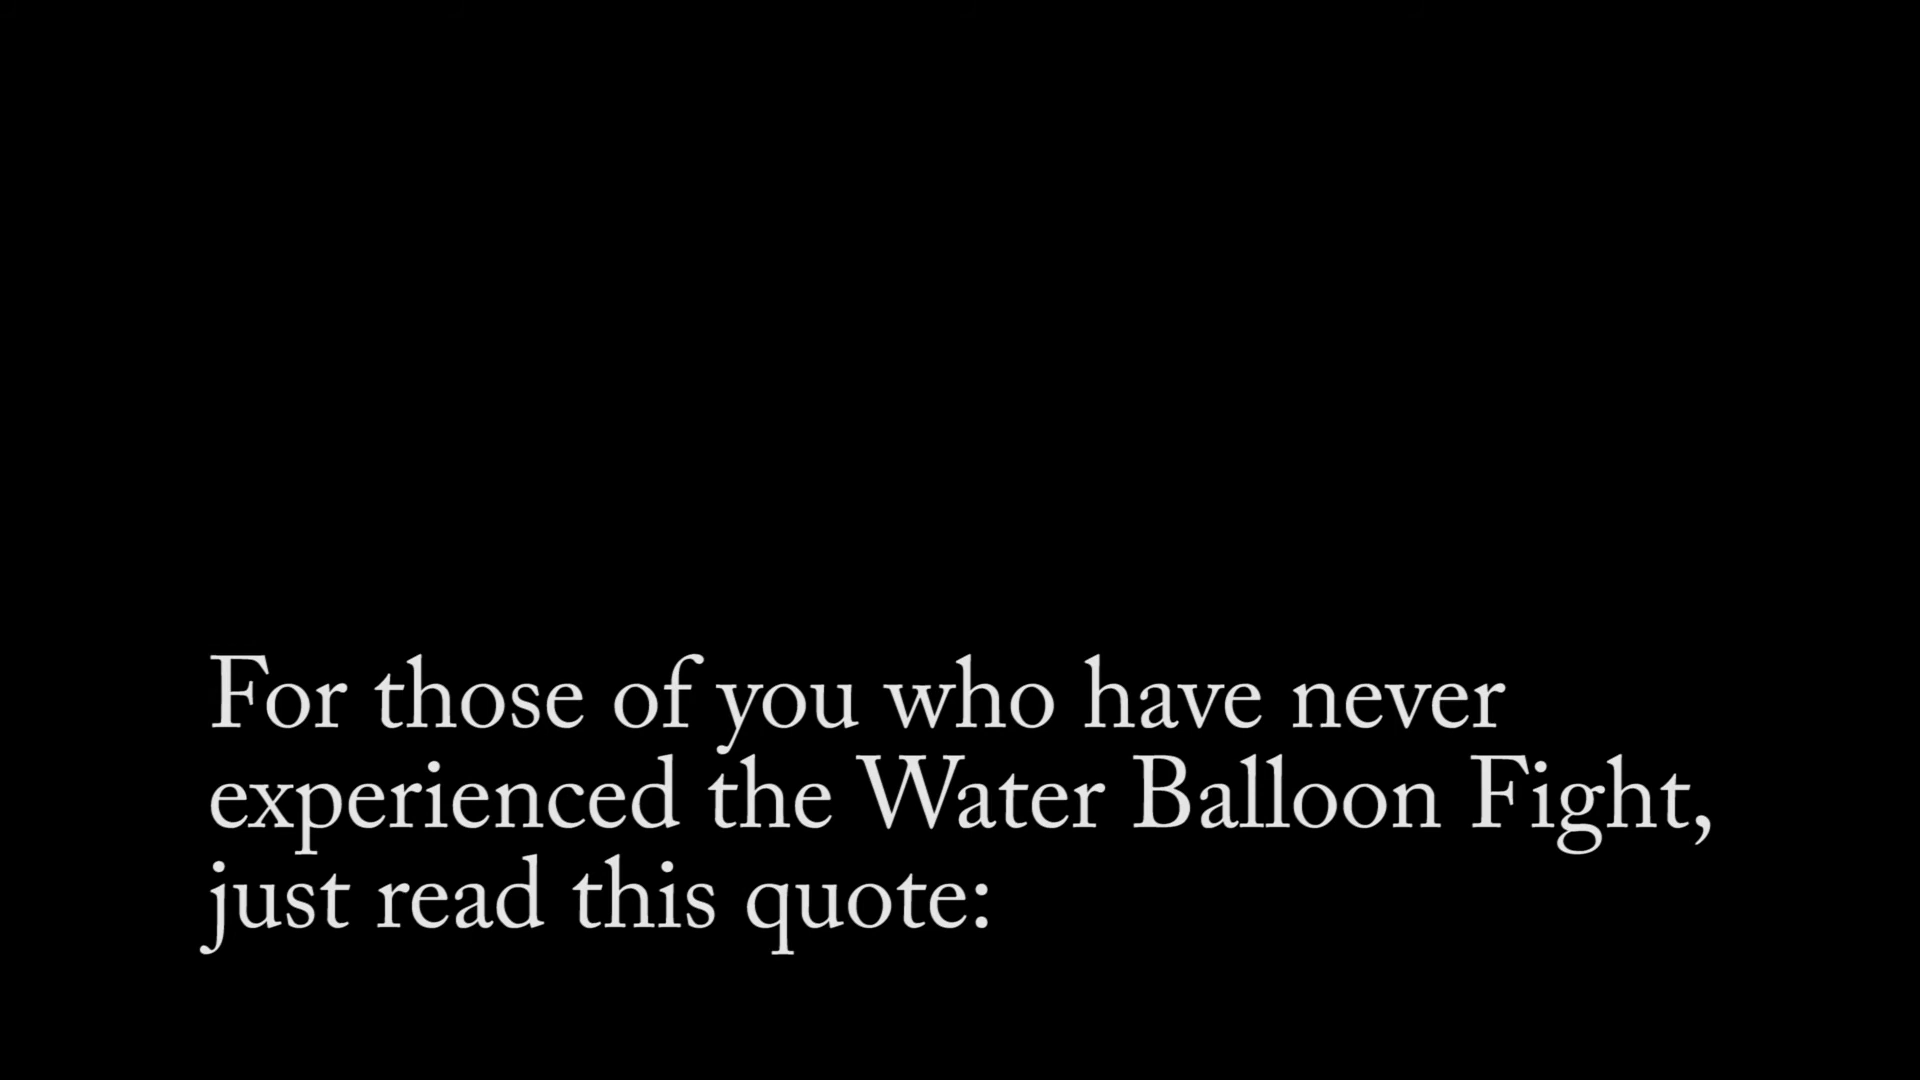 For those of you who have never
experienced the Water Balloon Fight,
just read this quote: